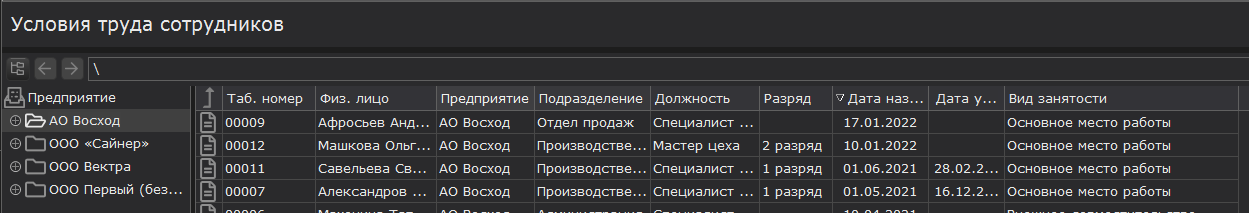 Условия труда сотрудников
\
Предприятие
АО Восход
ООО «Сайнер»
ООО Вектра
ООО Первый (без...
Таб. номер Физ. лицо Предприятие Подразделение Должность Разряд Дата наз... Дата у... Вид занятости
00009 Афросьев Анд... АО Восход Отдел продаж Специалист ... 17.01.2022 Основное место работы
00012 Машкова Ольг... АО Восход Производстве... Мастер цеха 2 разряд 10.01.2022 Основное место работы
00011 Савельева Св... АО Восход Производстве... Специалист ... 1 разряд 01.06.2021 28.02.2... Основное место работы
00007 Александров ... АО Восход Производстве... Специалист ... 1 разряд 01.05.2021 16.12.2... Основное место работы